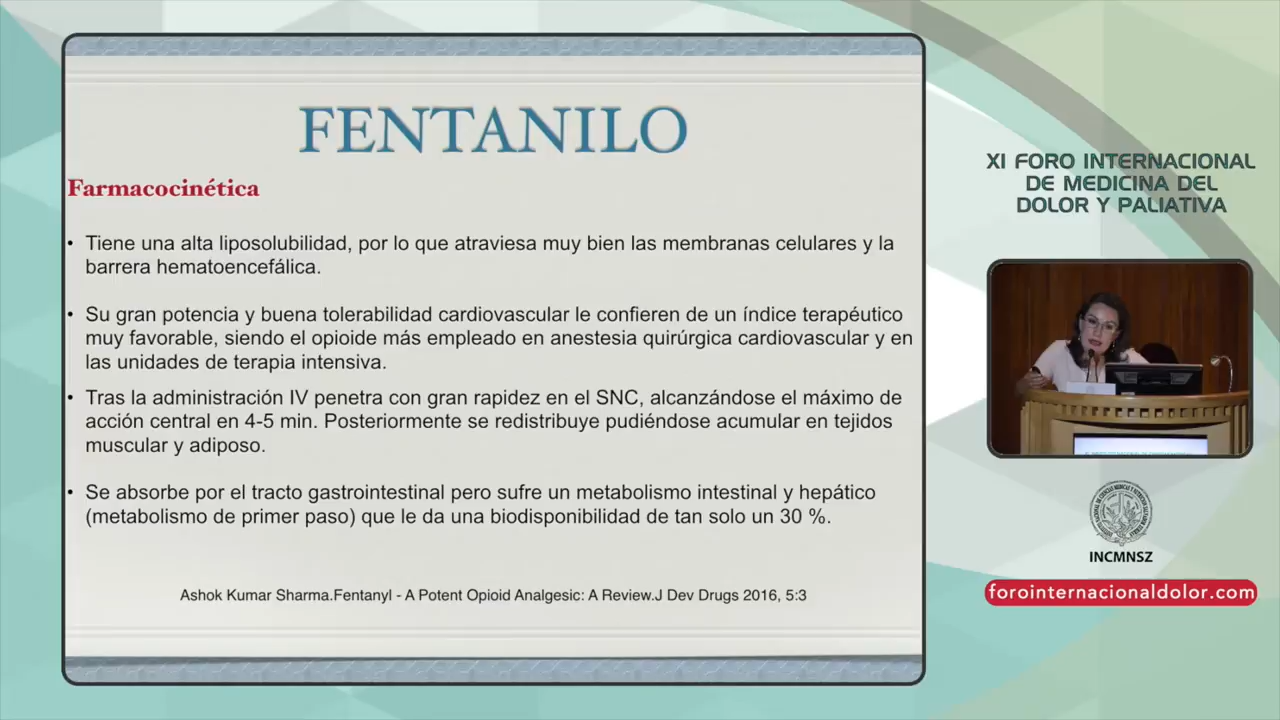 FENTANILO
Farmacocinética
• Tiene una alta liposolubilidad, por lo que atraviesa muy bien las membranas celulares y la
barrera hematoencefálica.
• Su gran potencia y buena tolerabilidad cardiovascular le confieren de un índice terapéutico
muy favorable, siendo el opioide más empleado en anestesia quirúrgica cardiovascular y en
las unidades de terapia intensiva.
• Tras la administración IV penetra con gran rapidez en el SNC, alcanzándose el máximo de
acción central en 4-5 min. Posteriormente se redistribuye pudiéndose acumular en tejidos
muscular y adiposo.
• Se absorbe por el tracto gastrointestinal pero sufre un metabolismo intestinal y hepático
(metabolismo de primer paso) que le da una biodisponibilidad de tan solo un 30 %.
Ashok Kumar Sharma.Fentanyl - A Potent Opioid Analgesic: A Review.J Dev Drugs 2016, 5:3
XI FORO INTERNACIONAL
DE MEDICINA DEL
DOLOR Y PALIATIVA
INCMNSZ
forointernacionaldolor.com